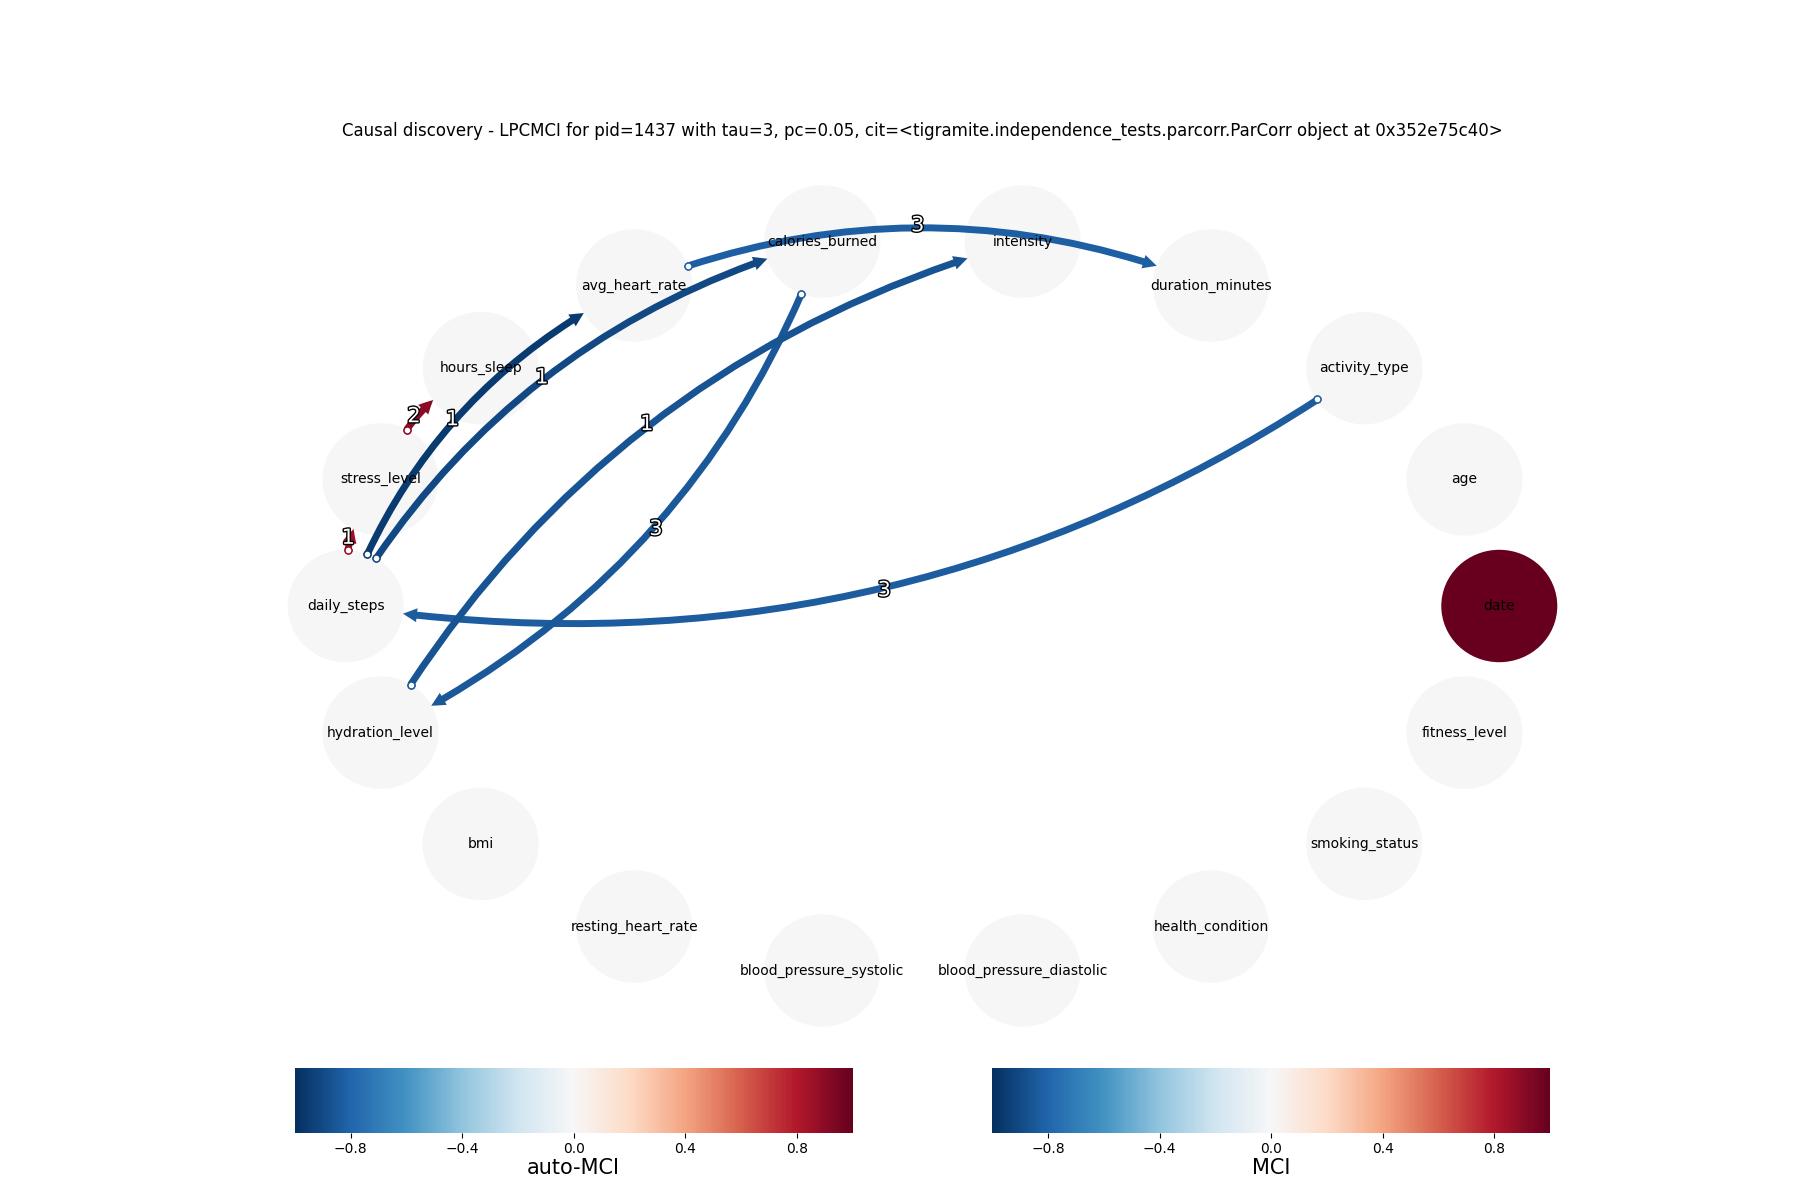 Causal discovery - LPCMCI for pid=1437 with tau=3, pc=0.05, cit=<tigramite.independence_tests.parcorr.ParCorr object at 0x352e75c40>
3
calories_burned
intensity
avg_heart_rate
duration_minutes
hours_sleep
activity_type
1
2
1
1
stress_level
age
3
1
3
daily_steps
date
hydration_level
fitness_level
bmi
smoking_status
resting_heart_rate
health_condition
blood_pressure_systolic
blood_pressure_diastolic
−0.8 −0.4 0.0 0.4 0.8
auto-MCI
−0.8 −0.4 0.0 0.4 0.8
MCI